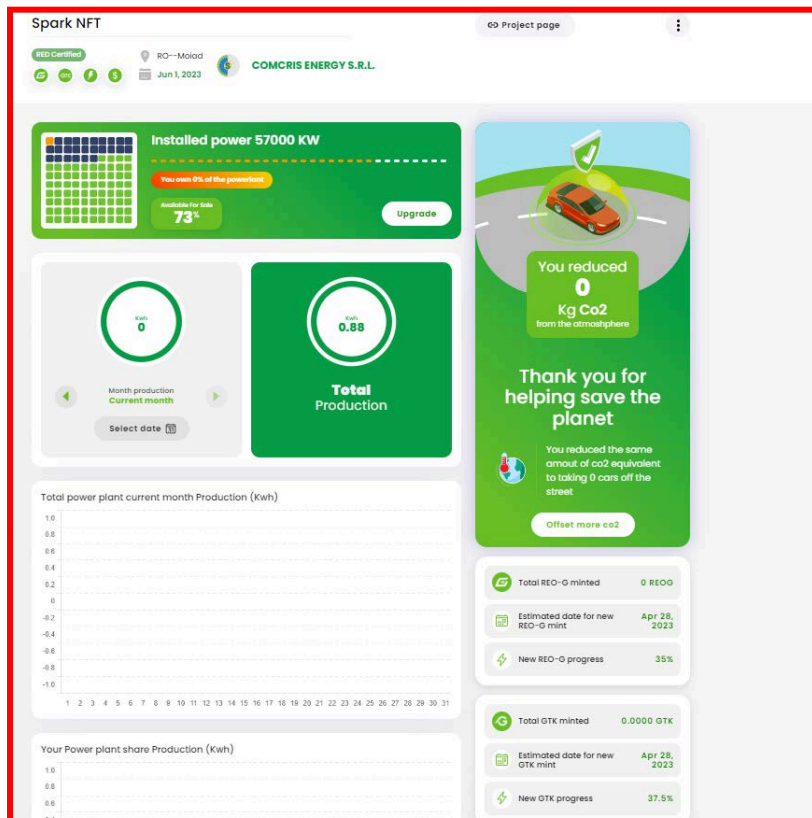 Spark NFT
Project page
RED Certified
RO--Moiad
Jun 1, 2023
COMCRIS ENERGY S.R.L.
Installed power 57000 KW
You own 0% of the powerplant
Available For Sale
73%
Upgrade
Kwh
0
Month production
Current month
Select date
Kwh
0.88
Total
Production
You reduced
0
Kg Co2
from the atmoshphere
Thank you for
helping save the
planet
You reduced the same
amout of co2 equivalent
to taking 0 cars off the
street
Offset more co2
Total power plant current month Production (Kwh)
1.0
0.8
0.6
0.4
0.2
0
-0.2
-0.4
-0.6
-0.8
-1.0
1 2 3 4 5 6 7 8 9 10 11 12 13 14 15 16 17 18 19 20 21 22 23 24 25 26 27 28 29 30 31
Total REO-G minted
0 REOG
Estimated date for new
REO-G mint
Apr 28,
2023
New REO-G progress
35%
Your Power plant share Production (Kwh)
1.0
0.8
0.6
Total GTK minted
0.0000 GTK
Estimated date for new
GTK mint
Apr 28,
2023
New GTK progress
37.5%